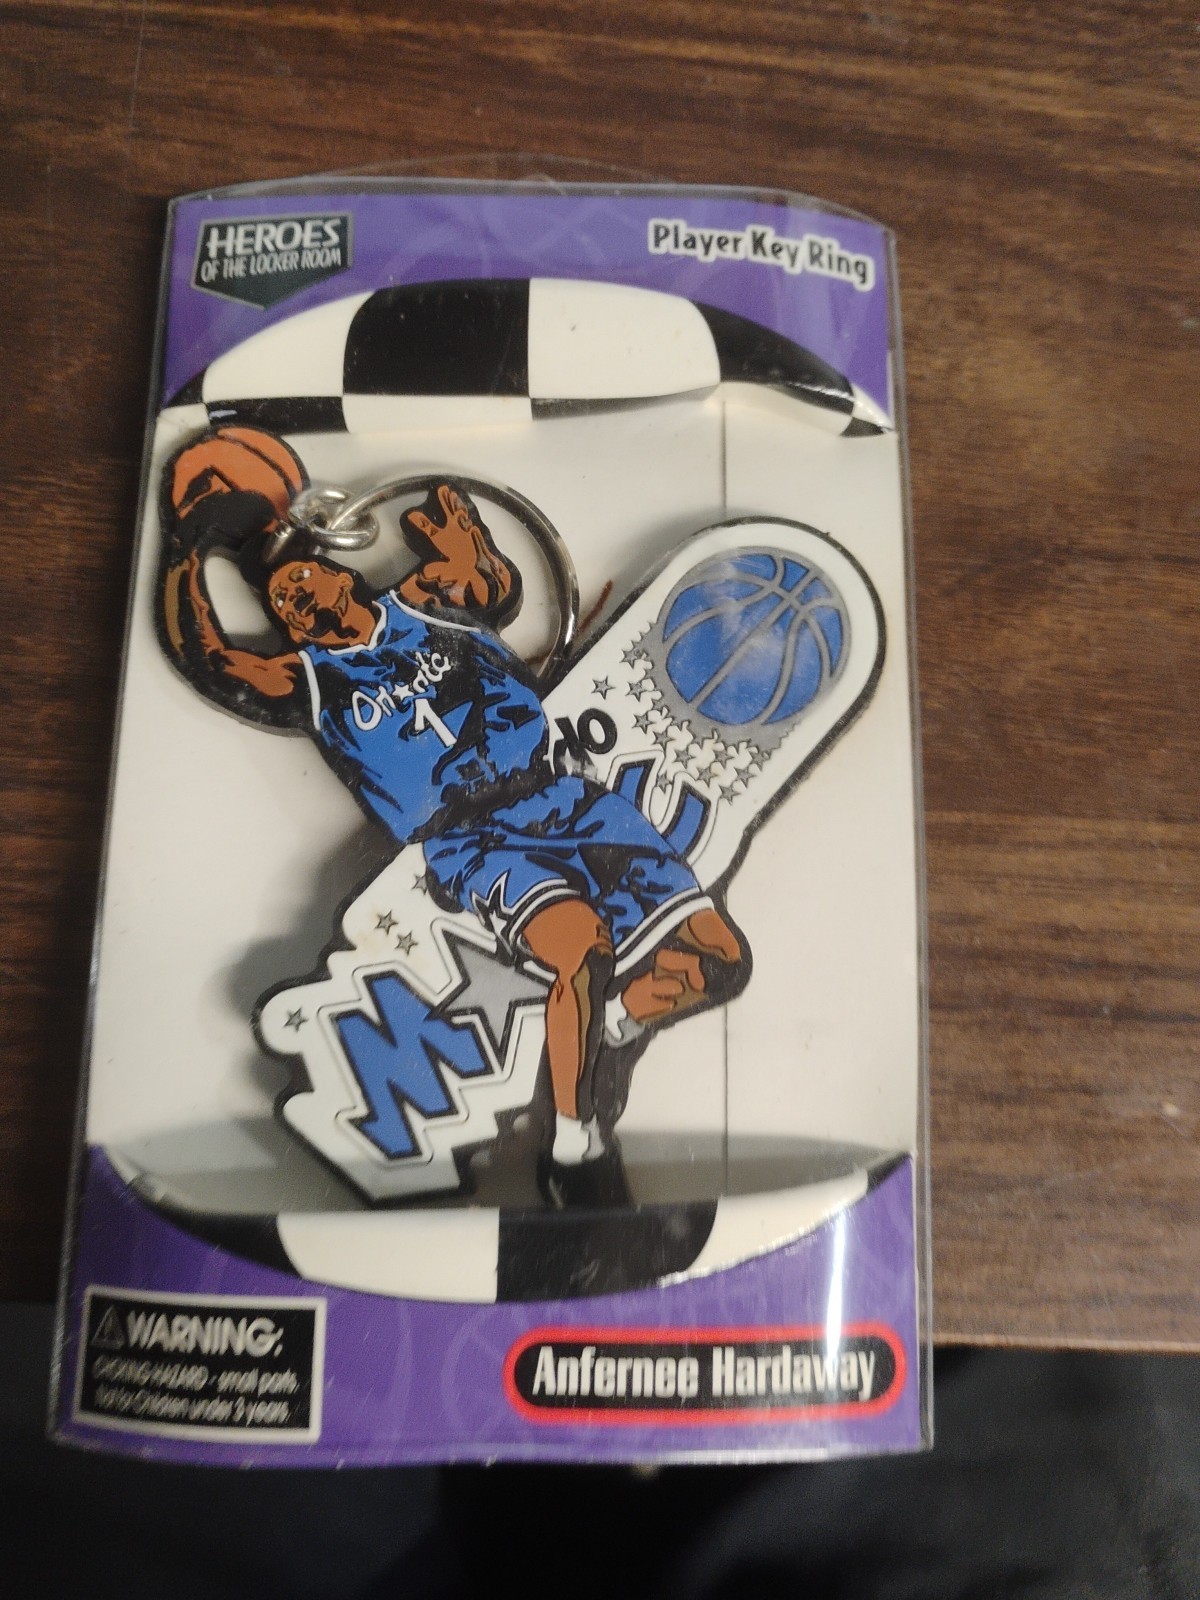 HEROES
OF THE LOCKER ROOM
Player Key Ring
Orlando
1
WARNING:
CHOKING HAZARD - small parts.
Not for Children under 3 years.
Anfernee Hardaway